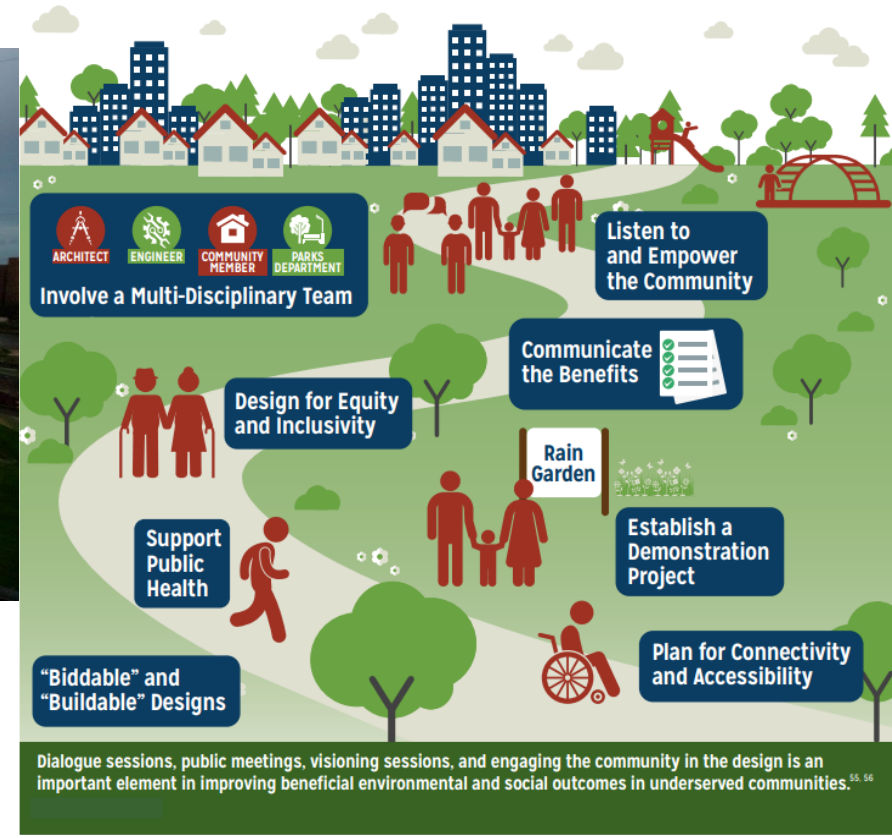 ARCHITECT
ENGINEER
COMMUNITY
MEMBER
PARKS
DEPARTMENT
Involve a Multi-Disciplinary Team
Listen to
and Empower
the Community
Communicate
the Benefits
Design for Equity
and Inclusivity
Rain
Garden
Establish a
Demonstration
Project
Support
Public
Health
Plan for Connectivity
and Accessibility
“Biddable” and
“Buildable” Designs
Dialogue sessions, public meetings, visioning sessions, and engaging the community in the design is an
important element in improving beneficial environmental and social outcomes in underserved communities.55, 56